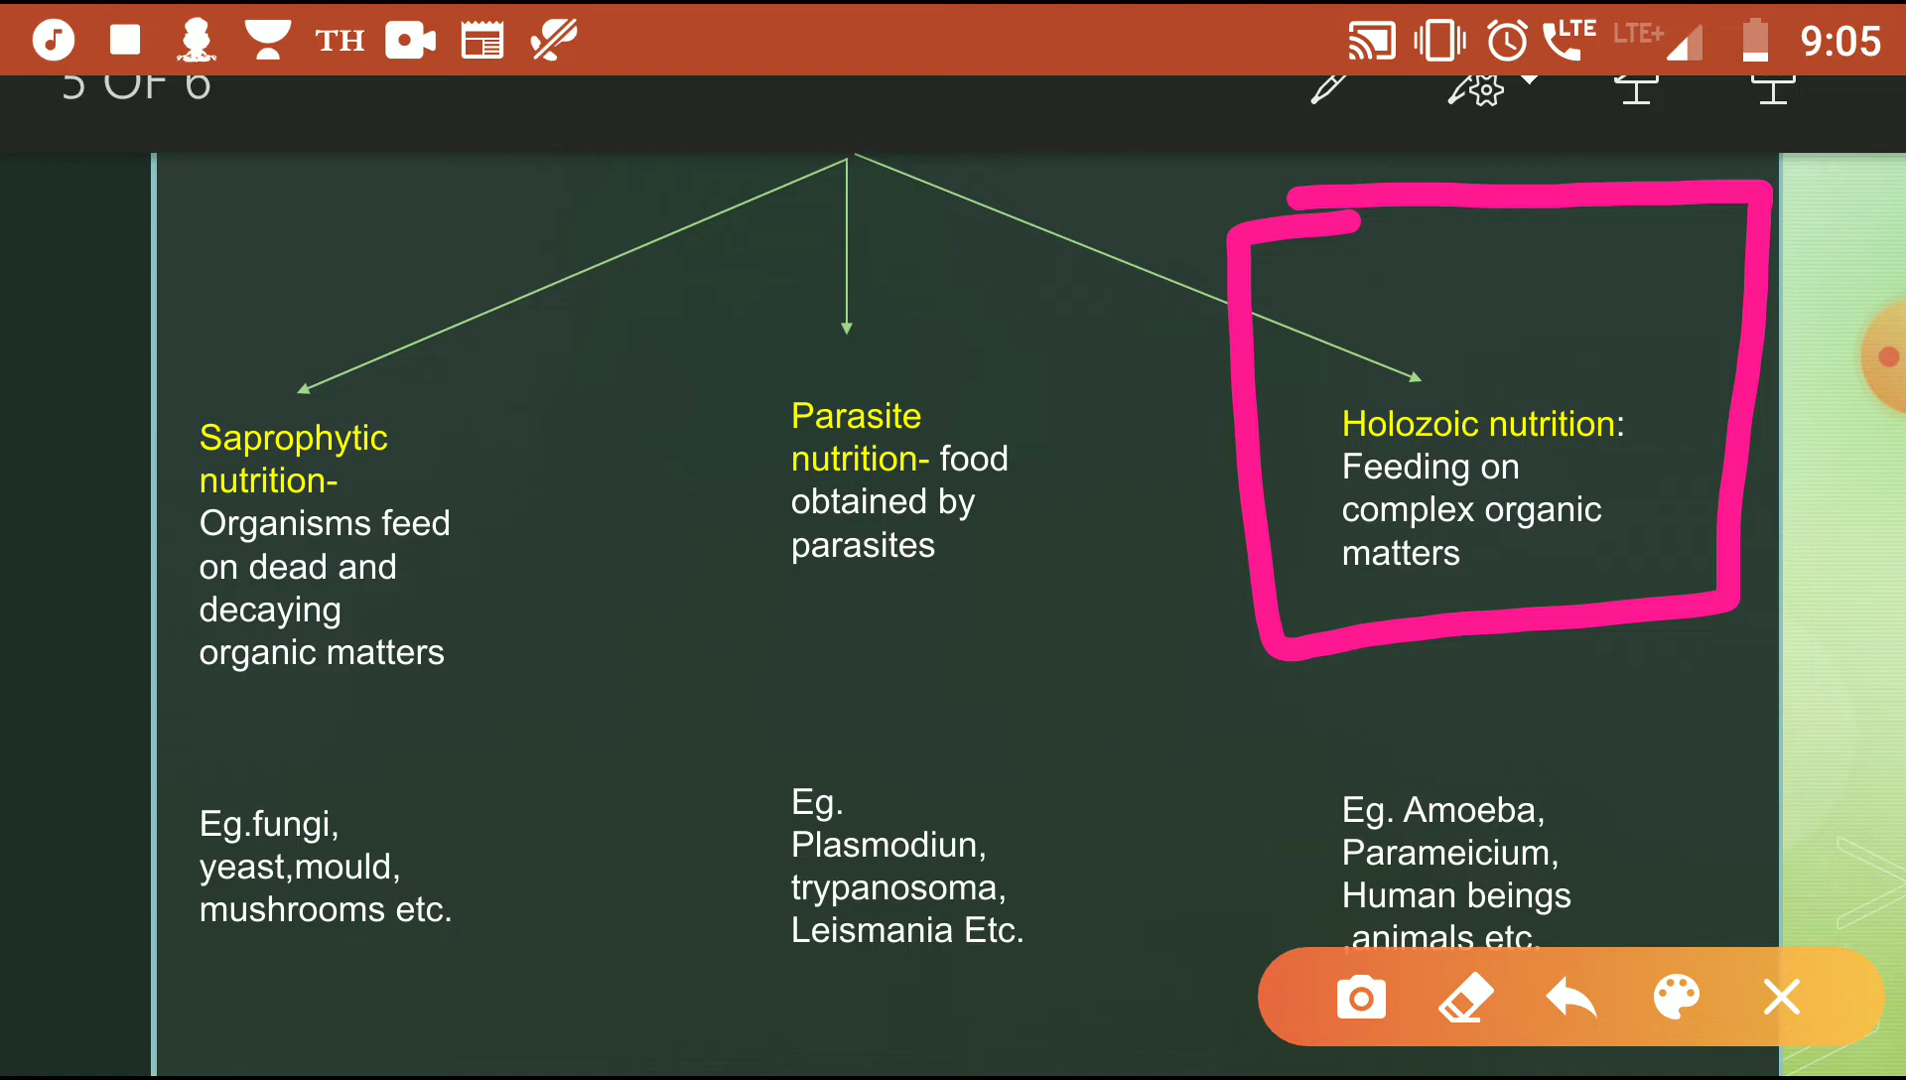 TH
LTE
LTE+
9:05
5 OF 6
Saprophytic
nutrition-
Organisms feed
on dead and
decaying
organic matters
Parasite
nutrition- food
obtained by
parasites
Holozoic nutrition:
Feeding on
complex organic
matters
Eg.fungi,
yeast,mould,
mushrooms etc.
Eg.
Plasmodiun,
trypanosoma,
Leismania Etc.
Eg. Amoeba,
Parameicium,
Human beings
,animals etc.